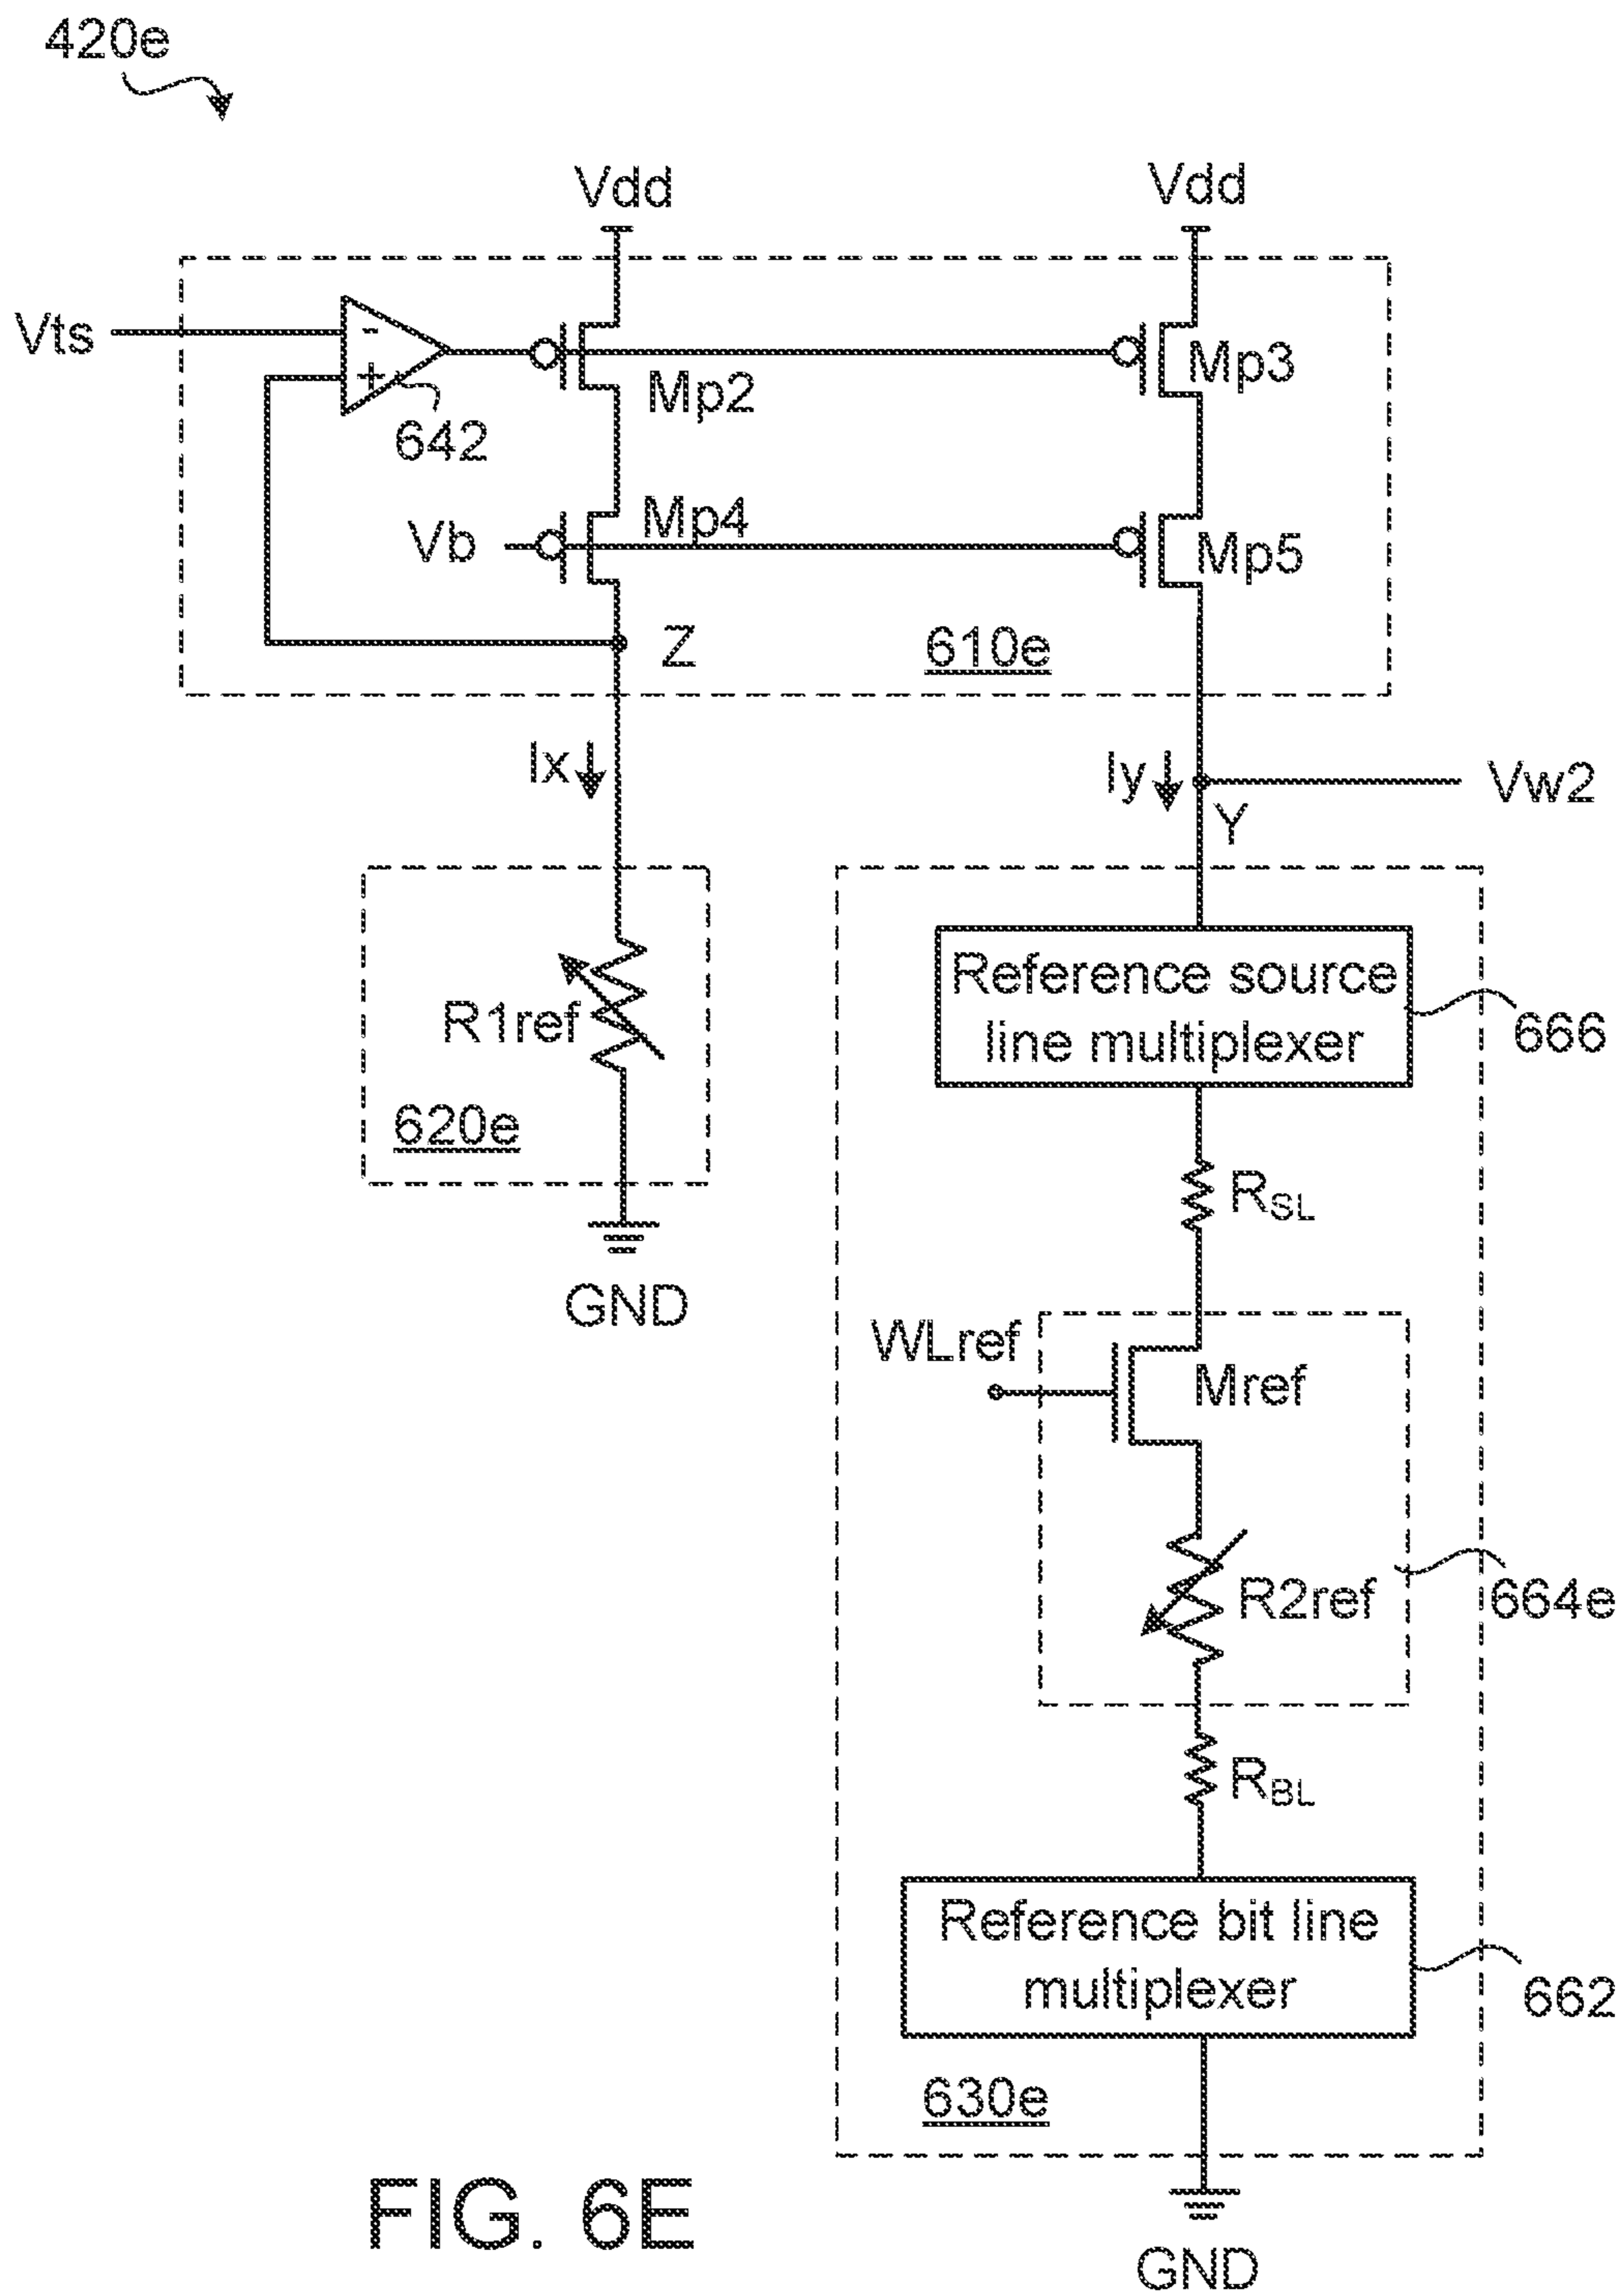 420e
Vdd
Vdd
Vts
-
+
642
Mp2
Mp3
Vb
Mp4
Mp5
Z
610e
Ix
Iy
Vw2
Y
R1ref
620e
GND
Reference source
line multiplexer
666
RSL
WLref
Mref
R2ref
664e
RBL
Reference bit line
multiplexer
662
630e
GND
FIG. 6E